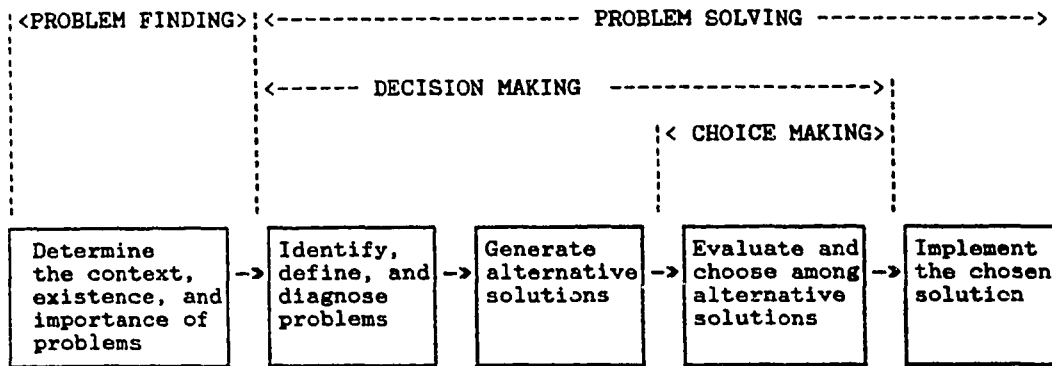 <PROBLEM FINDING> <------------------ PROBLEM SOLVING --------------->
<------ DECISION MAKING ------------------>
< CHOICE MAKING>
Determine
the context,
existence, and
importance of
problems
Identify,
define, and
diagnose
problems
Generate
alternative
solutions
Evaluate and
choose among
alternative
solutions
Implement
the chosen
solution